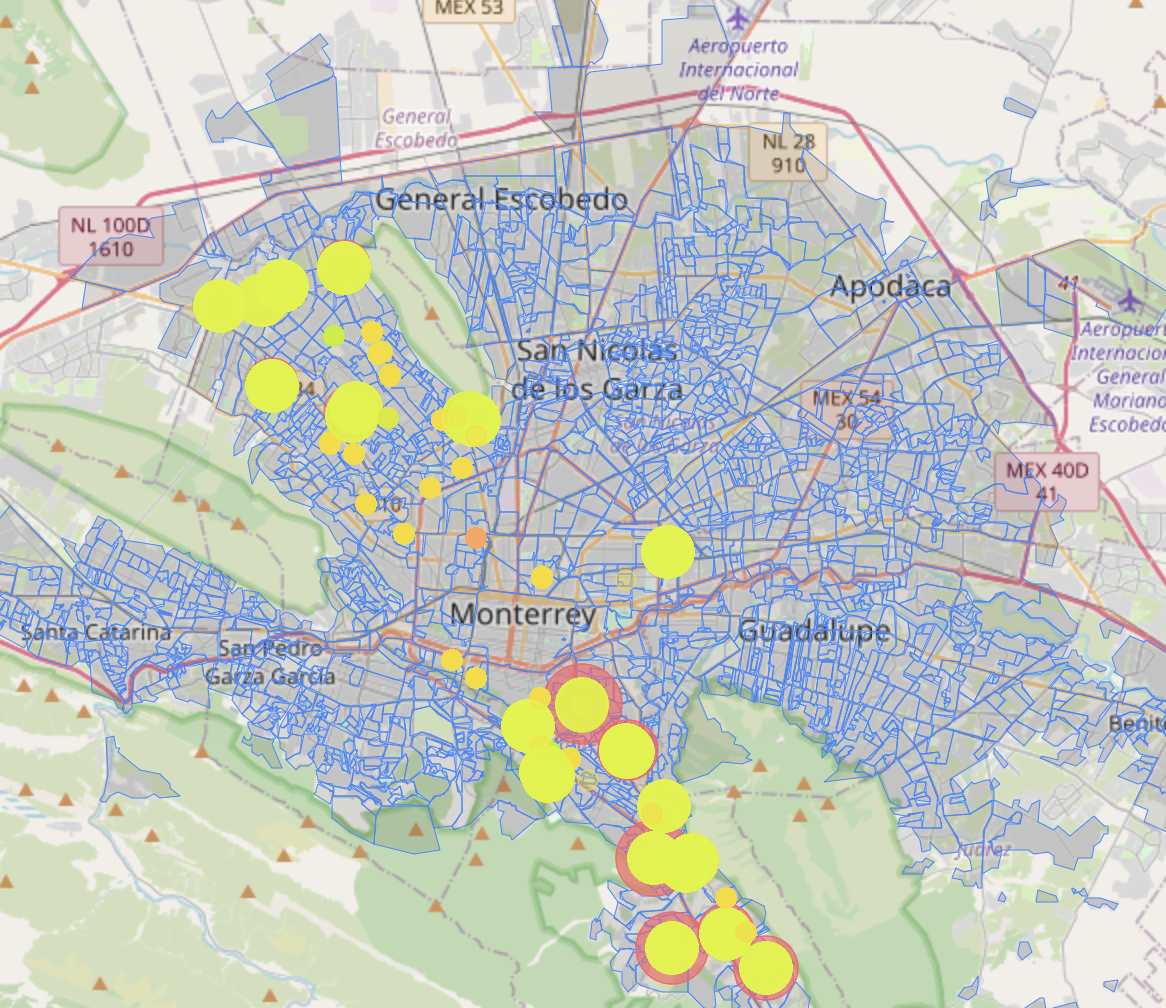 MEX 53
Aeropuerto
Internacional
del Norte
General
Escobedo
NL 28
910
General Escobedo
NL 100D
1610
Apodaca
41
Aeropuerto
Internacion
General
Mariano
Escobedo
San Nicolás
de los Garza
MEX 54
30
MEX 40D
41
Monterrey
Guadalupe
Santa Catarina
San Pedro
Garza García
Benito
Juárez